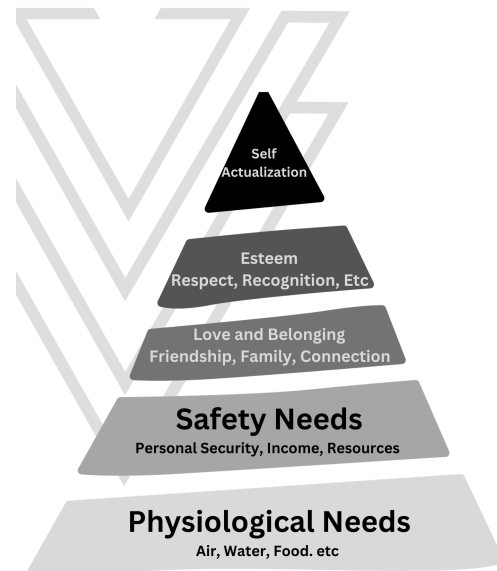 Self
Actualization
Esteem
Respect, Recognition, Etc
Love and Belonging
Friendship, Family, Connection
Safety Needs
Personal Security, Income, Resources
Physiological Needs
Air, Water, Food. etc